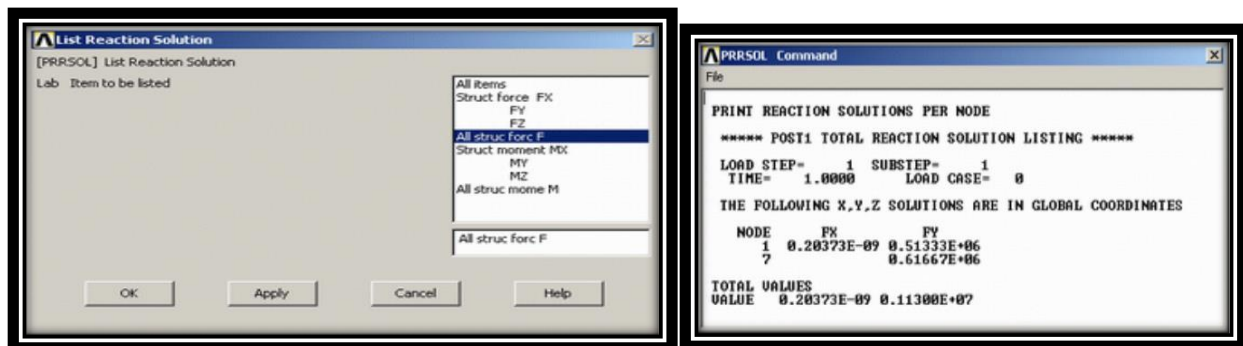 List Reaction Solution
[PRRSOL] List Reaction Solution
Lab Item to be listed
All items
Struct force FX
FY
FZ
All struc forc F
Struct moment MX
MY
MZ
All struc mome M
All struc forc F
OK Apply Cancel Help
PRRSOL Command
File
PRINT REACTION SOLUTIONS PER NODE
***** POST1 TOTAL REACTION SOLUTION LISTING *****
LOAD STEP= 1 SUBSTEP= 1
TIME= 1.0000 LOAD CASE= 0
THE FOLLOWING X,Y,Z SOLUTIONS ARE IN GLOBAL COORDINATES
NODE FX FY
1 0.20373E-09 0.51333E+06
7 0.61667E+06
TOTAL VALUES
VALUE 0.20373E-09 0.11300E+07